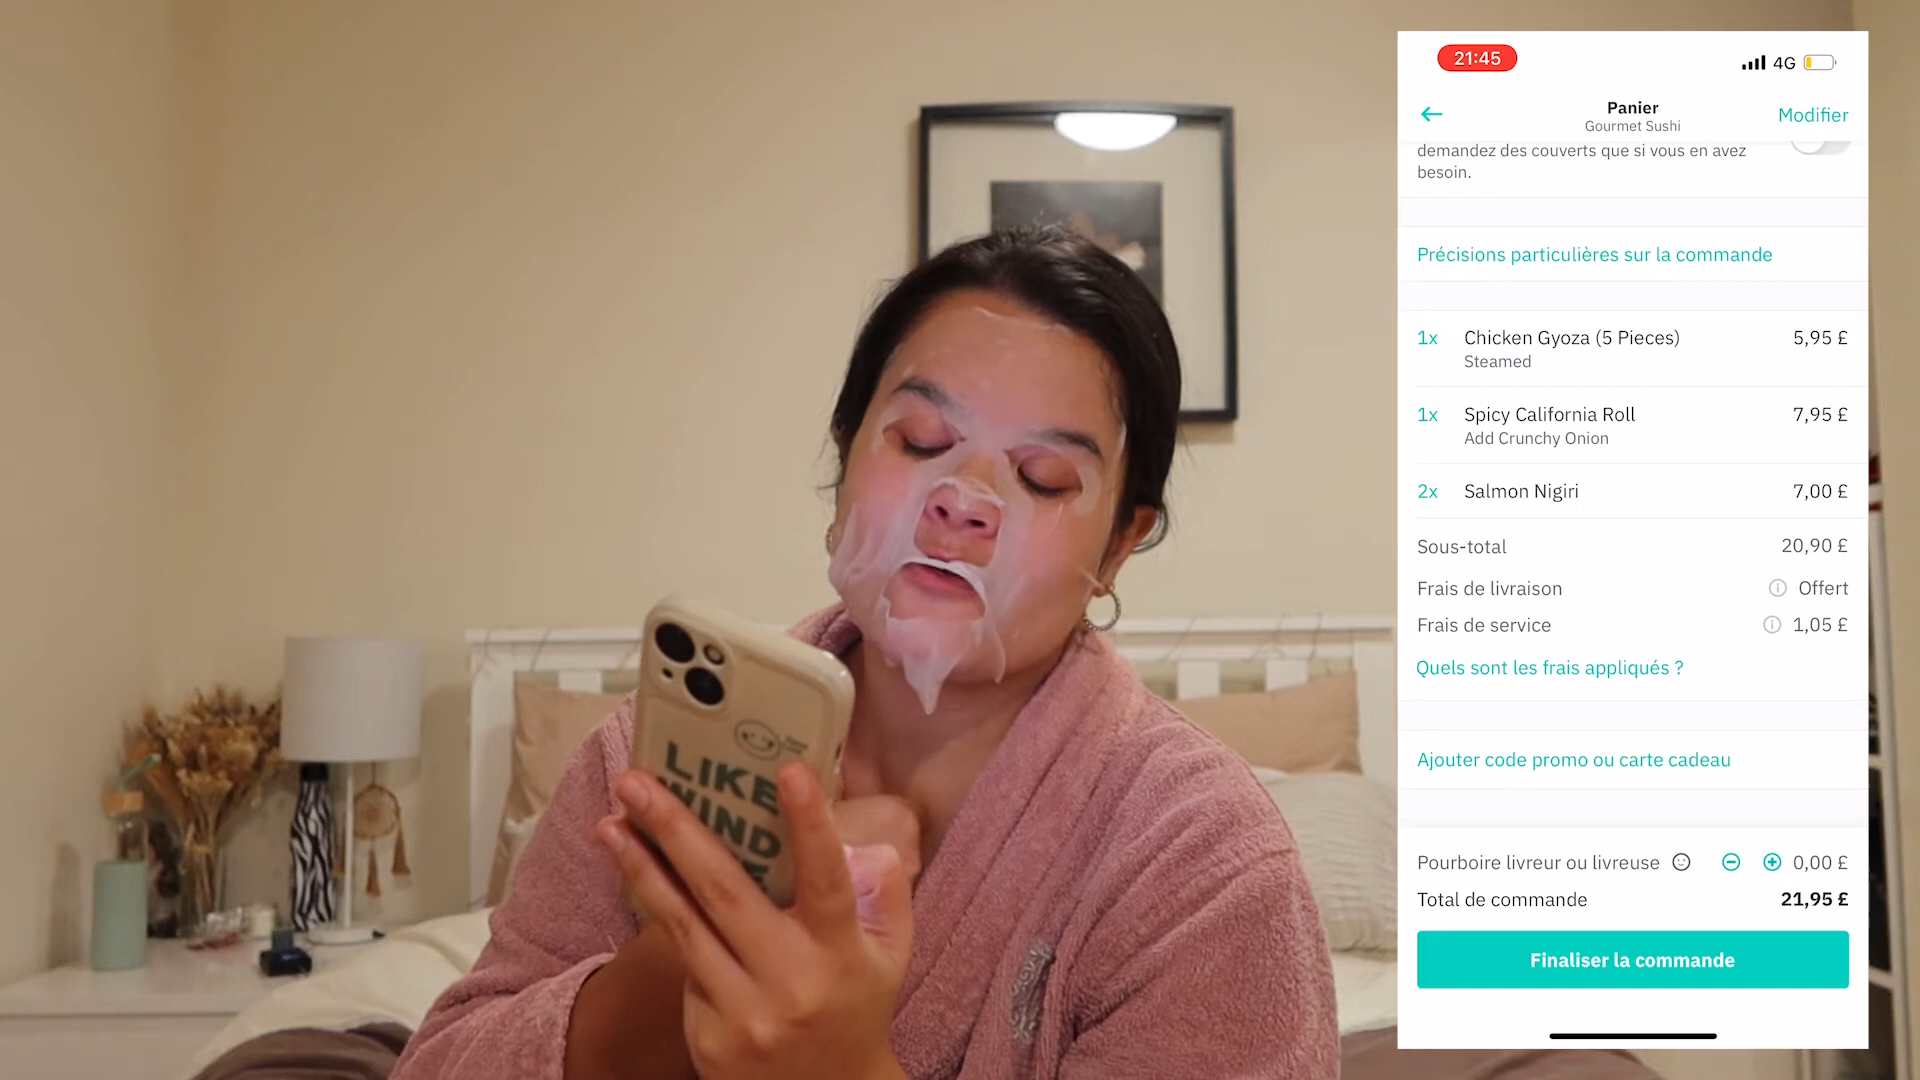 21:45
4G
Panier
Gourmet Sushi
Modifier
demandez des couverts que si vous en avez
besoin.
Précisions particulières sur la commande
1x Chicken Gyoza (5 Pieces) 5,95 £
Steamed
1x Spicy California Roll 7,95 £
Add Crunchy Onion
2x Salmon Nigiri 7,00 £
Sous-total 20,90 £
Frais de livraison Offert
Frais de service 1,05 £
Quels sont les frais appliqués ?
Ajouter code promo ou carte cadeau
Pourboire livreur ou livreuse 0,00 £
Total de commande 21,95 £
Finaliser la commande
LIKE